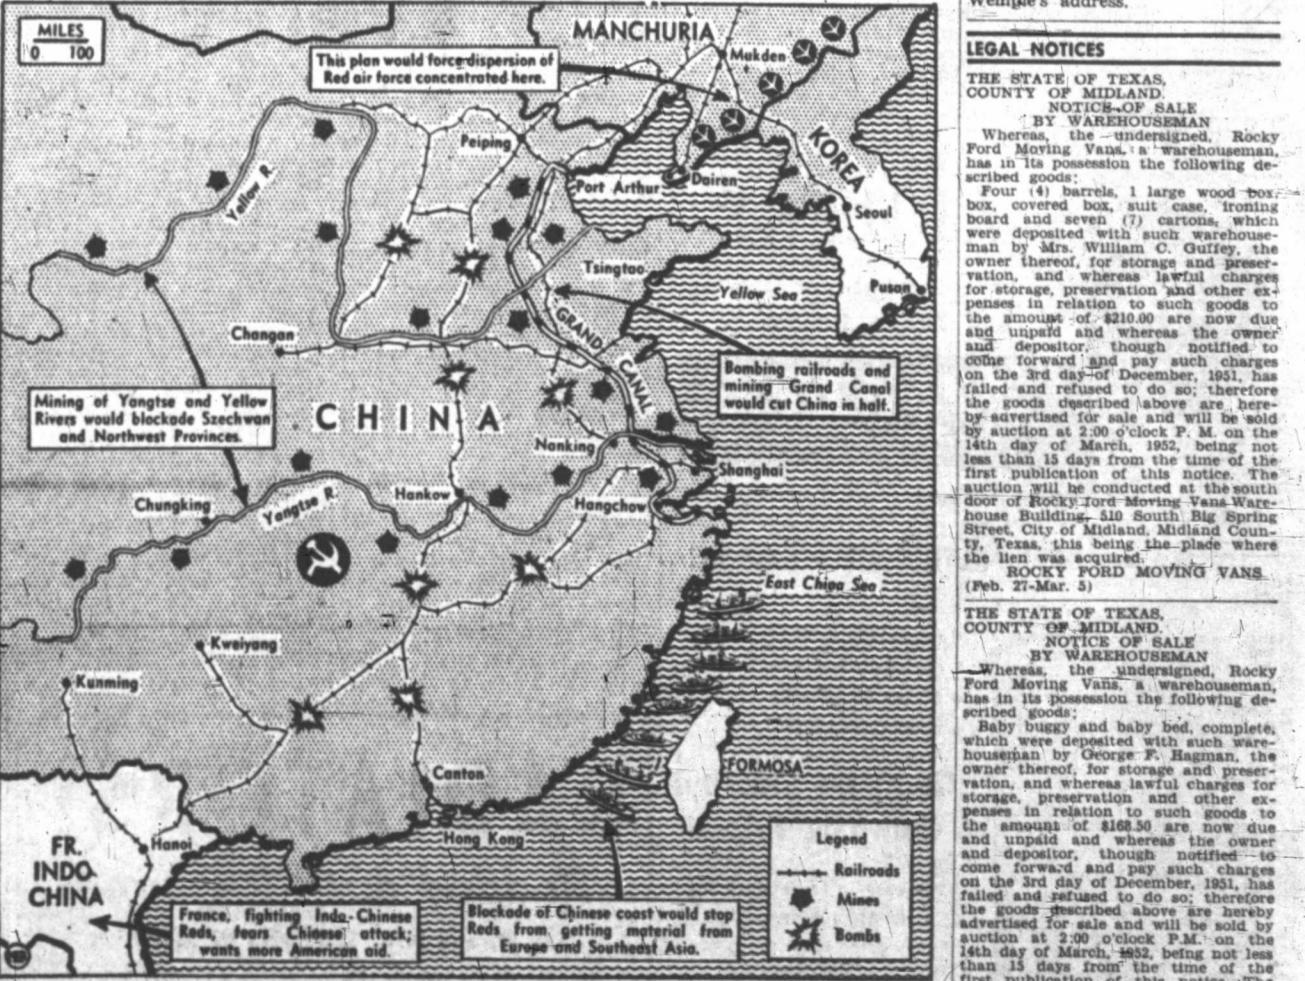 MILES
0 100
MANCHURIA
Mukden
This plan would force dispersion of
Red air force concentrated here.
Peiping
KOREA
Port Arthur
Dairen
Yellow R.
Seoul
Tsingtao
Yellow Sea
Pusan
Changan
GRAND CANAL
Bombing railroads and
mining Grand Canal
would cut China in half.
Mining of Yangtse and Yellow
Rivers would blockade Szechwan
and Northwest Provinces.
CHINA
Nanking
Shanghai
Chungking
Yangtse R.
Hankow
Hangchow
East China Sea
Kweiyang
Kunming
FORMOSA
Canton
Hong Kong
Hanoi
FR.
INDO-
CHINA
France, fighting Indo-Chinese
Reds, fears Chinese attack;
wants more American aid.
Blockade of Chinese coast would stop
Reds from getting material from
Europe and Southeast Asia.
Legend
Railroads
Mines
Bombs
Wemple's address.
LEGAL NOTICES
THE STATE OF TEXAS,
COUNTY OF MIDLAND.
NOTICE OF SALE
BY WAREHOUSEMAN
Whereas, the undersigned, Rocky
Ford Moving Vans, a warehouseman,
has in its possession the following de-
scribed goods:
Four (4) barrels, 1 large wood box,
box, covered box, suit case, ironing
board and seven (7) cartons, which
were deposited with such warehouse-
man by Mrs. William C. Guffey, the
owner thereof, for storage and preser-
vation, and whereas lawful charges
for storage, preservation and other ex-
penses in relation to such goods to
the amount of $210.00 are now due
and unpaid and whereas the owner
and depositor, though notified to
come forward and pay such charges
on the 3rd day of December, 1951, has
failed and refused to do so; therefore
the goods described above are here-
by advertised for sale and will be sold
by auction at 2:00 o'clock P. M. on the
14th day of March, 1952, being not
less than 15 days from the time of the
first publication of this notice. The
auction will be conducted at the south
door of Rocky ford Moving Vans Ware-
house Building, 510 South Big Spring
Street, City of Midland, Midland Coun-
ty, Texas, this being the place where
the lien was acquired.
ROCKY FORD MOVING VANS
(Feb. 27-Mar. 5)
THE STATE OF TEXAS,
COUNTY OF MIDLAND.
NOTICE OF SALE
BY WAREHOUSEMAN
Whereas, the undersigned, Rocky
Ford Moving Vans, a warehouseman,
has in its possession the following de-
scribed goods:
Baby buggy and baby bed, complete,
which were deposited with such ware-
houseman by George F. Hagman, the
owner thereof, for storage and preser-
vation, and whereas lawful charges for
storage, preservation and other ex-
penses in relation to such goods to
the amount of $168.50 are now due
and unpaid and whereas the owner
and depositor, though notified to
come forward and pay such charges
on the 3rd day of December, 1951, has
failed and refused to do so; therefore
the goods described above are hereby
advertised for sale and will be sold by
auction at 2:00 o'clock P.M. on the
14th day of March, 1952, being not less
than 15 days from the time of the
first publication of this notice. The